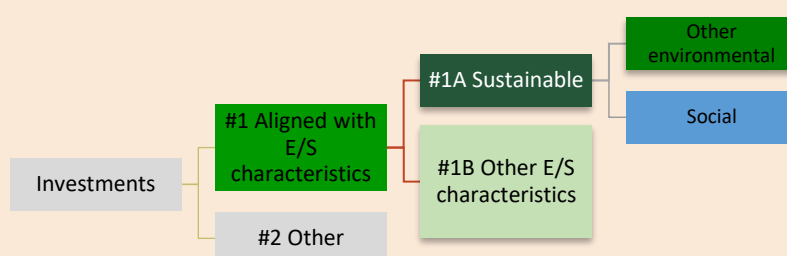 Investments
#1 Aligned with
E/S
characteristics
#2 Other
#1A Sustainable
#1B Other E/S
characteristics
Other
environmental
Social